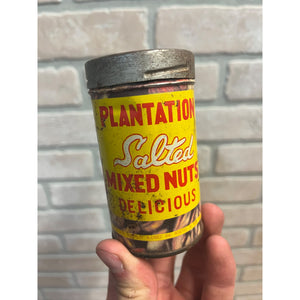 PLANTATION
Salted
MIXED NUTS
DELICIOUS